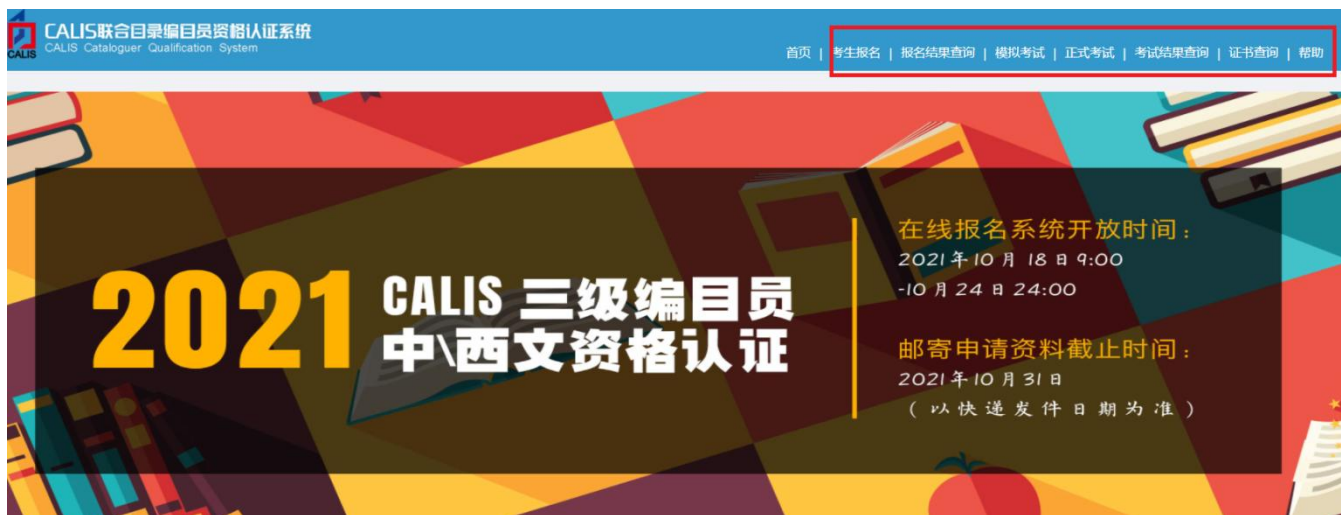 CALIS联合目录编目员资格认证系统
CALIS Cataloguer Qualification System
CALIS
首页 | 考生报名 | 报名结果查询 | 模拟考试 | 正式考试 | 考试结果查询 | 证书查询 | 帮助
2021
CALIS 三级编目员
中\西文资格认证
在线报名系统开放时间：
2021年10月18日9:00
-10月24日24:00
邮寄申请资料截止时间：
2021年10月31日
（以快递发件日期为准）